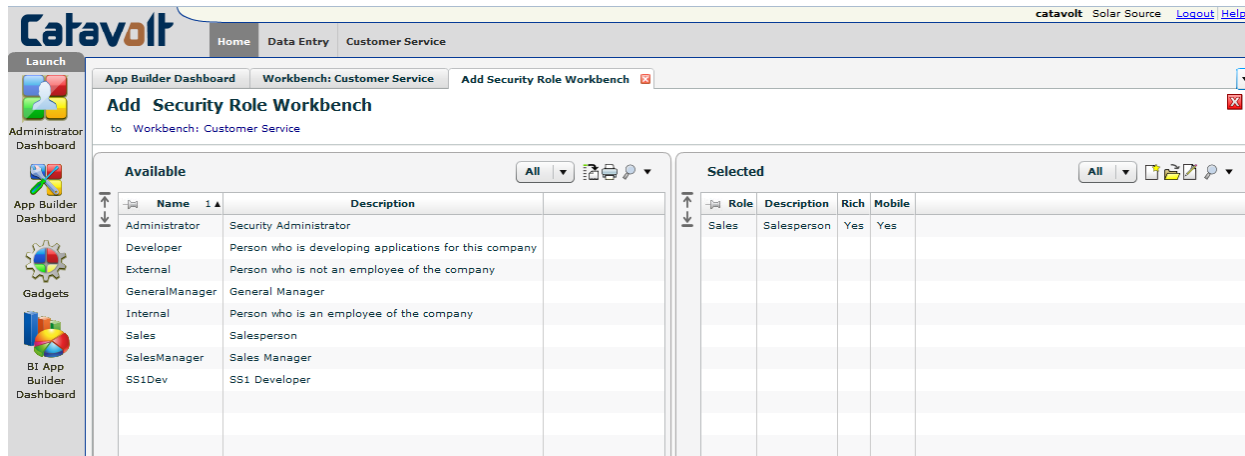 Catavolt
catavolt Solar Source Logout Help
Home Data Entry Customer Service
Launch
Administrator
Dashboard
App Builder
Dashboard
Gadgets
BI App
Builder
Dashboard
App Builder Dashboard Workbench: Customer Service Add Security Role Workbench
Add Security Role Workbench
to Workbench: Customer Service
Available All
Name 1 Description
Administrator Security Administrator
Developer Person who is developing applications for this company
External Person who is not an employee of the company
GeneralManager General Manager
Internal Person who is an employee of the company
Sales Salesperson
SalesManager Sales Manager
SS1Dev SS1 Developer
Selected All
Role Description Rich Mobile
Sales Salesperson Yes Yes